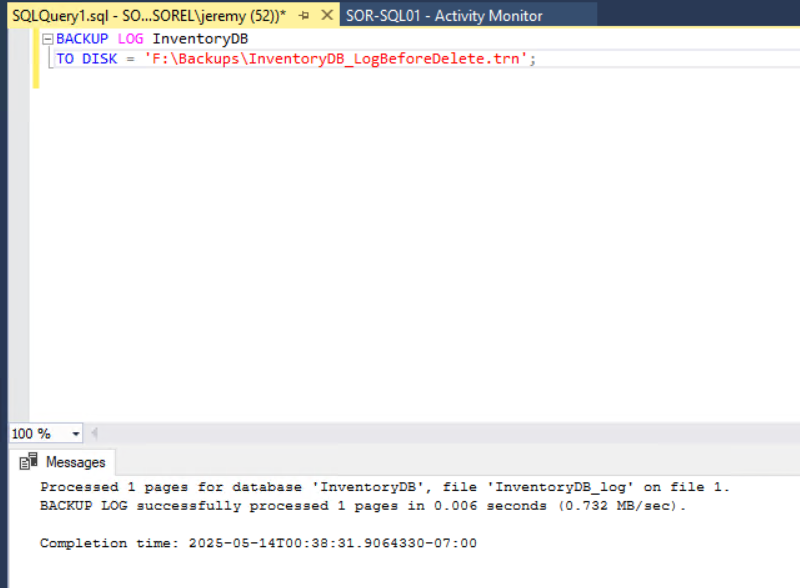 SQLQuery1.sql - SO...SOREL\jeremy (52))*
SOR-SQL01 - Activity Monitor
BACKUP LOG InventoryDB
TO DISK = 'F:\Backups\InventoryDB_LogBeforeDelete.trn';
100 %
Messages
Processed 1 pages for database 'InventoryDB', file 'InventoryDB_log' on file 1.
BACKUP LOG successfully processed 1 pages in 0.006 seconds (0.732 MB/sec).
Completion time: 2025-05-14T00:38:31.9064330-07:00